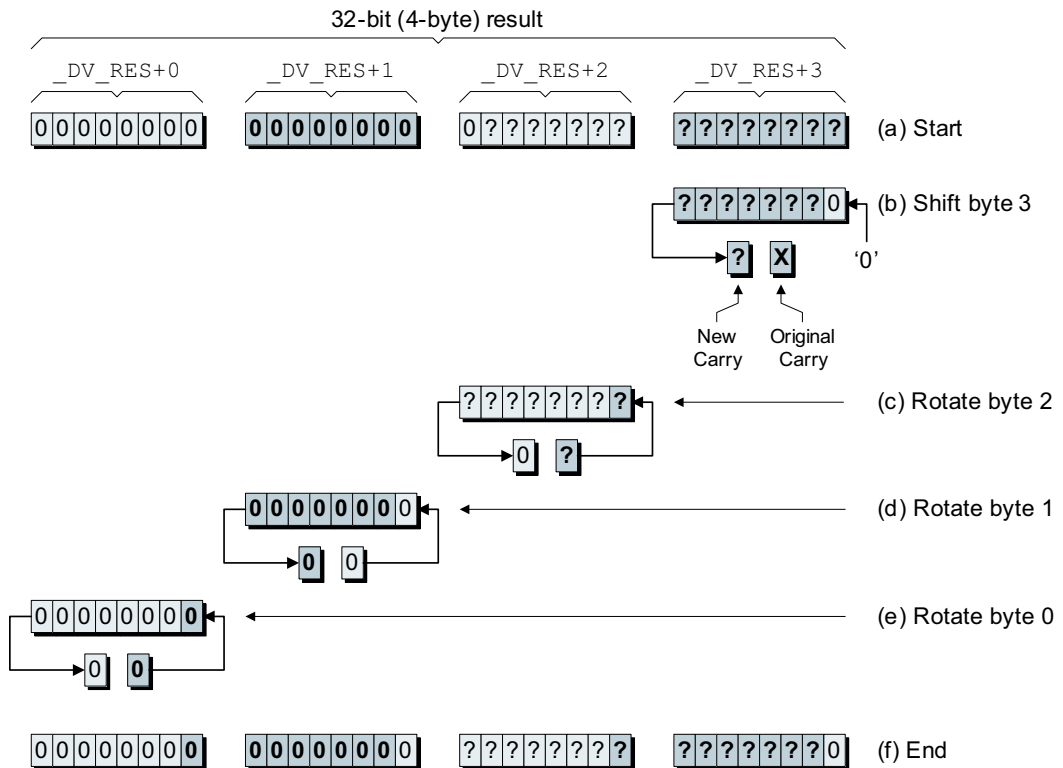 32-bit (4-byte) result
_DV_RES+0 _DV_RES+1 _DV_RES+2 _DV_RES+3
00000000 00000000 0??????? ???????? (a) Start
???????0 (b) Shift byte 3
? X '0'
New Carry Original Carry
???????? (c) Rotate byte 2
0 ?
00000000 (d) Rotate byte 1
0 0
00000000 (e) Rotate byte 0
0 0
00000000 00000000 ???????? ???????0 (f) End